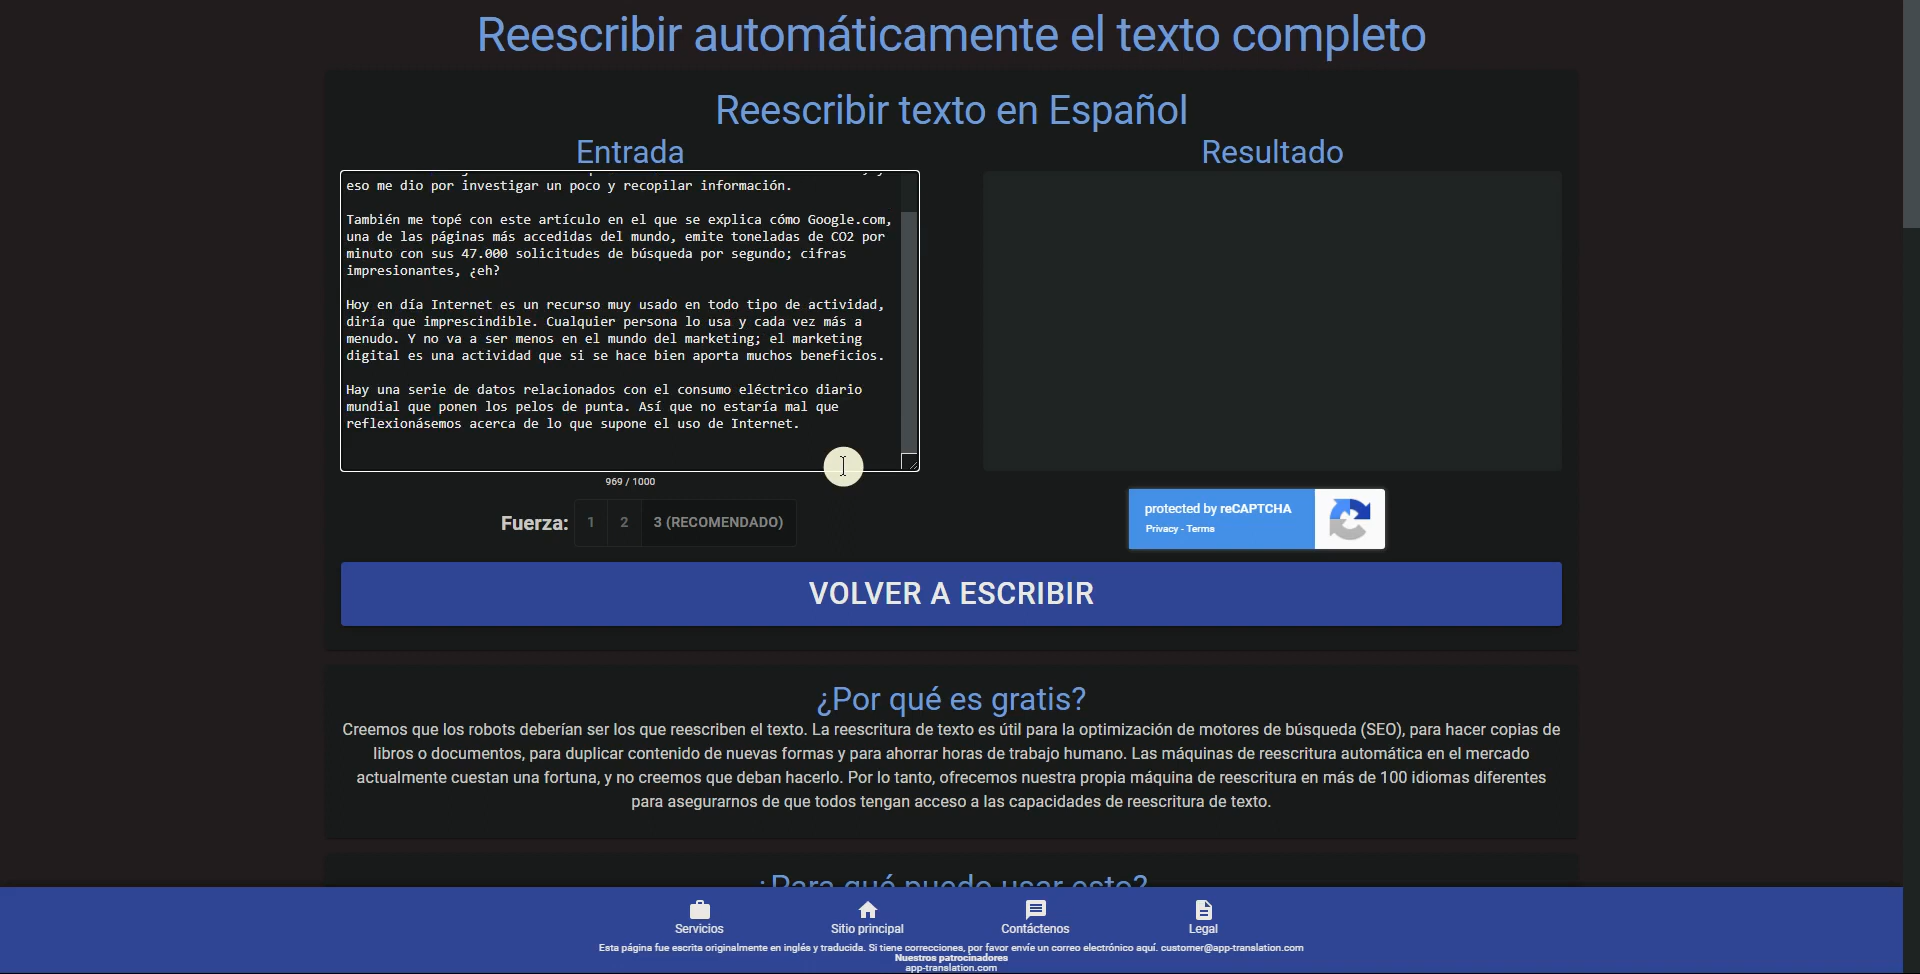 Reescribir automáticamente el texto completo
Reescribir texto en Español
Entrada
Resultado
eso me dio por investigar un poco y recopilar información.
También me topé con este artículo en el que se explica cómo Google.com,
una de las páginas más accedidas del mundo, emite toneladas de CO2 por
minuto con sus 47.000 solicitudes de búsqueda por segundo; cifras
impresionantes, ¿eh?
Hoy en día Internet es un recurso muy usado en todo tipo de actividad,
diría que imprescindible. Cualquier persona lo usa y cada vez más a
menudo. Y no va a ser menos en el mundo del marketing; el marketing
digital es una actividad que si se hace bien aporta muchos beneficios.
Hay una serie de datos relacionados con el consumo eléctrico diario
mundial que ponen los pelos de punta. Así que no estaría mal que
reflexionásemos acerca de lo que supone el uso de Internet.
969 / 1000
Fuerza: 1 2 3 (RECOMENDADO)
protected by reCAPTCHA
Privacy - Terms
VOLVER A ESCRIBIR
¿Por qué es gratis?
Creemos que los robots deberían ser los que reescriben el texto. La reescritura de texto es útil para la optimización de motores de búsqueda (SEO), para hacer copias de
libros o documentos, para duplicar contenido de nuevas formas y para ahorrar horas de trabajo humano. Las máquinas de reescritura automática en el mercado
actualmente cuestan una fortuna, y no creemos que deban hacerlo. Por lo tanto, ofrecemos nuestra propia máquina de reescritura en más de 100 idiomas diferentes
para asegurarnos de que todos tengan acceso a las capacidades de reescritura de texto.
¿Para qué puedo usar esto?
Servicios
Sitio principal
Contáctenos
Legal
Esta página fue escrita originalmente en inglés y traducida. Si tiene correcciones, por favor envíe un correo electrónico aquí. customer@app-translation.com
Nuestros patrocinadores
app-translation.com